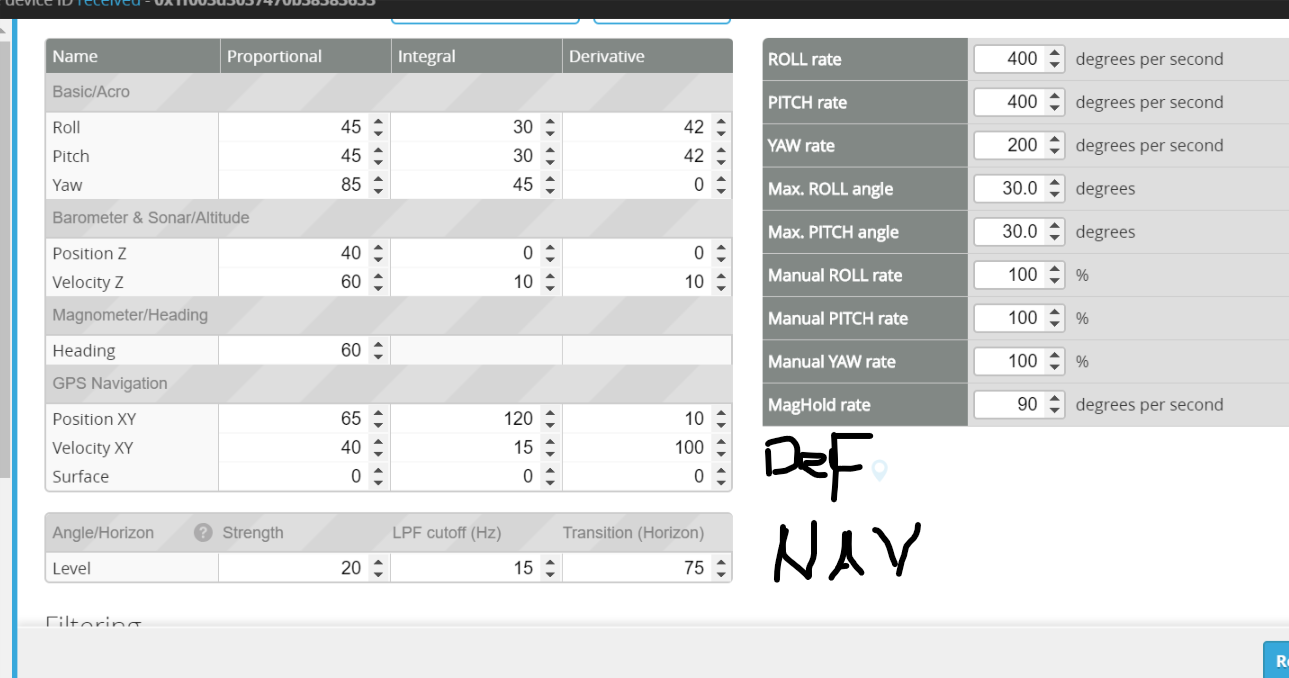 device ID received - 0x1f003d3037470b38383633
Name Proportional Integral Derivative
Basic/Acro
Roll 45 30 42
Pitch 45 30 42
Yaw 85 45 0
Barometer & Sonar/Altitude
Position Z 40 0 0
Velocity Z 60 10 10
Magnometer/Heading
Heading 60
GPS Navigation
Position XY 65 120 10
Velocity XY 40 15 100
Surface 0 0 0
Angle/Horizon ? Strength LPF cutoff (Hz) Transition (Horizon)
Level 20 15 75
Filtering
ROLL rate 400 degrees per second
PITCH rate 400 degrees per second
YAW rate 200 degrees per second
Max. ROLL angle 30.0 degrees
Max. PITCH angle 30.0 degrees
Manual ROLL rate 100 %
Manual PITCH rate 100 %
Manual YAW rate 100 %
MagHold rate 90 degrees per second
DeF
NAV